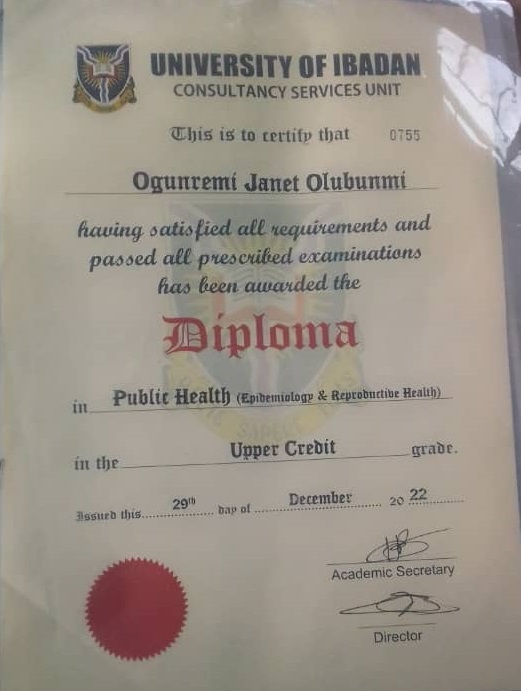 UNIVERSITY OF IBADAN
CONSULTANCY SERVICES UNIT
This is to certify that 0755
Ogunremi Janet Olubunmi
having satisfied all requirements and
passed all prescribed examinations
has been awarded the
Diploma
in Public Health (Epidemiology & Reproductive Health)
in the Upper Credit grade.
Issued this 29th day of December 20 22
Academic Secretary
Director